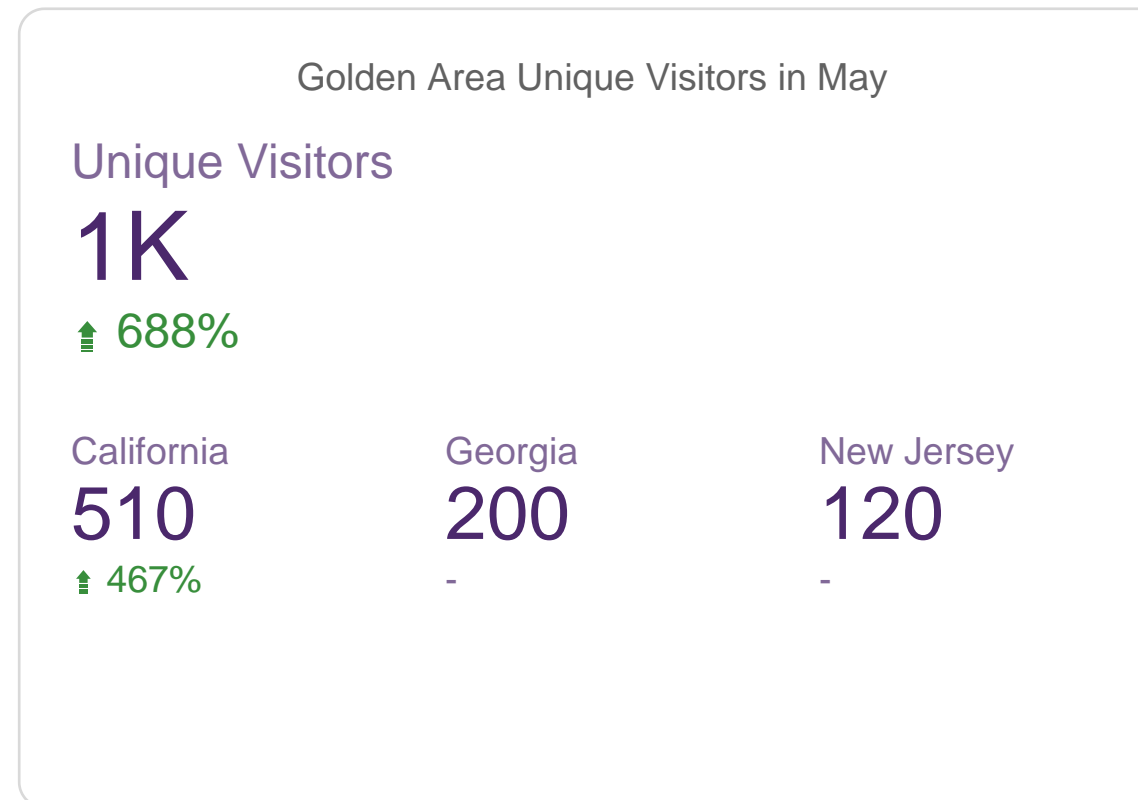 Golden Area Unique Visitors in May
Unique Visitors
1K
688%
California Georgia New Jersey
510 200 120
467% - -